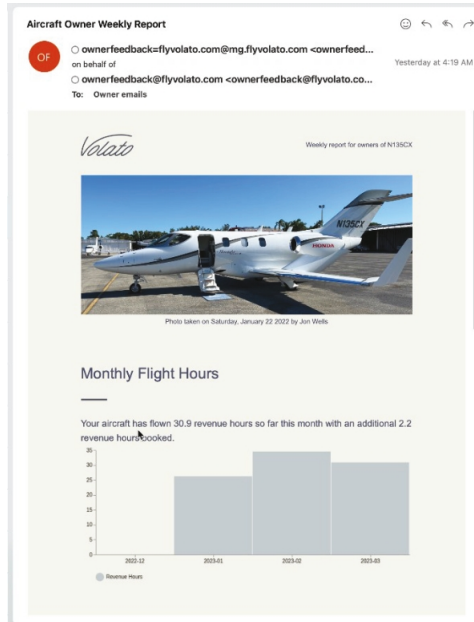 Aircraft Owner Weekly Report
OF
ownerfeedback=flyvolato.com@mg.flyvolato.com <ownerfeed...
on behalf of
Yesterday at 4:19 AM
ownerfeedback@flyvolato.com <ownerfeedback@flyvolato.co...
To: Owner emails
Volato
Weekly report for owners of N135CX
N135CX
HONDA
Photo taken on Saturday, January 22 2022 by Jon Wells
Monthly Flight Hours
Your aircraft has flown 30.9 revenue hours so far this month with an additional 2.2
revenue hours booked.
35
30
25
20
15
10
5
0
2022-12 2023-01 2023-02 2023-03
Revenue Hours